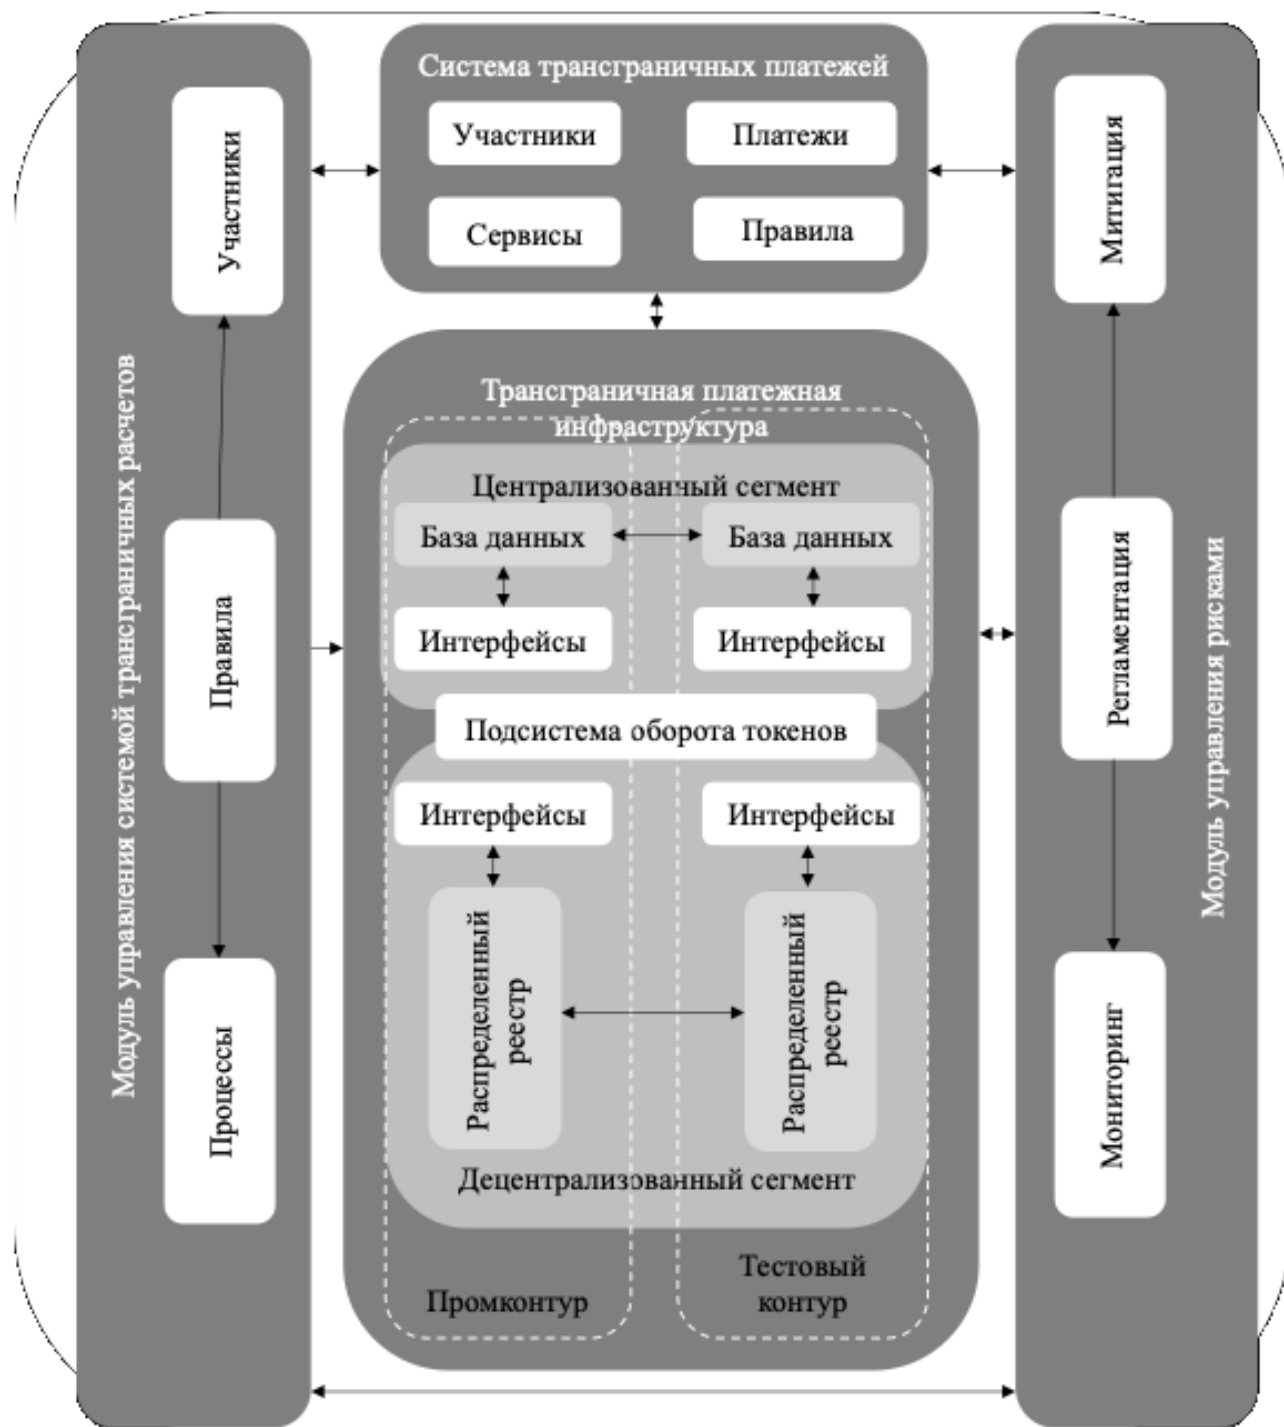 Модуль управления системой трансграничных расчетов
Участники
Правила
Процессы
Система трансграничных платежей
Участники
Платежи
Сервисы
Правила
Трансграничная платежная
инфраструктура
Централизованный сегмент
База данных
База данных
Интерфейсы
Интерфейсы
Подсистема оборота токенов
Интерфейсы
Интерфейсы
Распределенный
реестр
Распределенный
реестр
Децентрализованный сегмент
Промконтур
Тестовый
контур
Митигация
Регламентация
Мониторинг
Модуль управления рисками